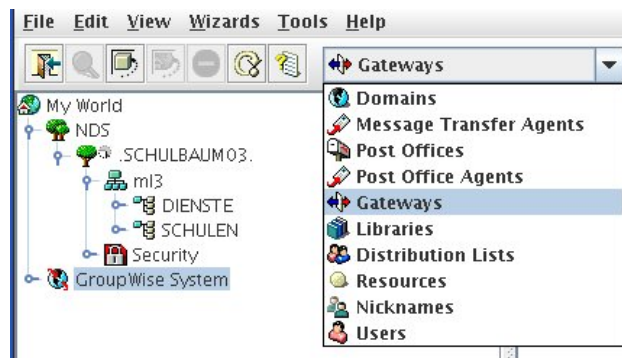 File Edit View Wizards Tools Help
Gateways
My World
NDS
.SCHULBAUM03.
ml3
DIENSTE
SCHULEN
Security
GroupWise System
Domains
Message Transfer Agents
Post Offices
Post Office Agents
Gateways
Libraries
Distribution Lists
Resources
Nicknames
Users